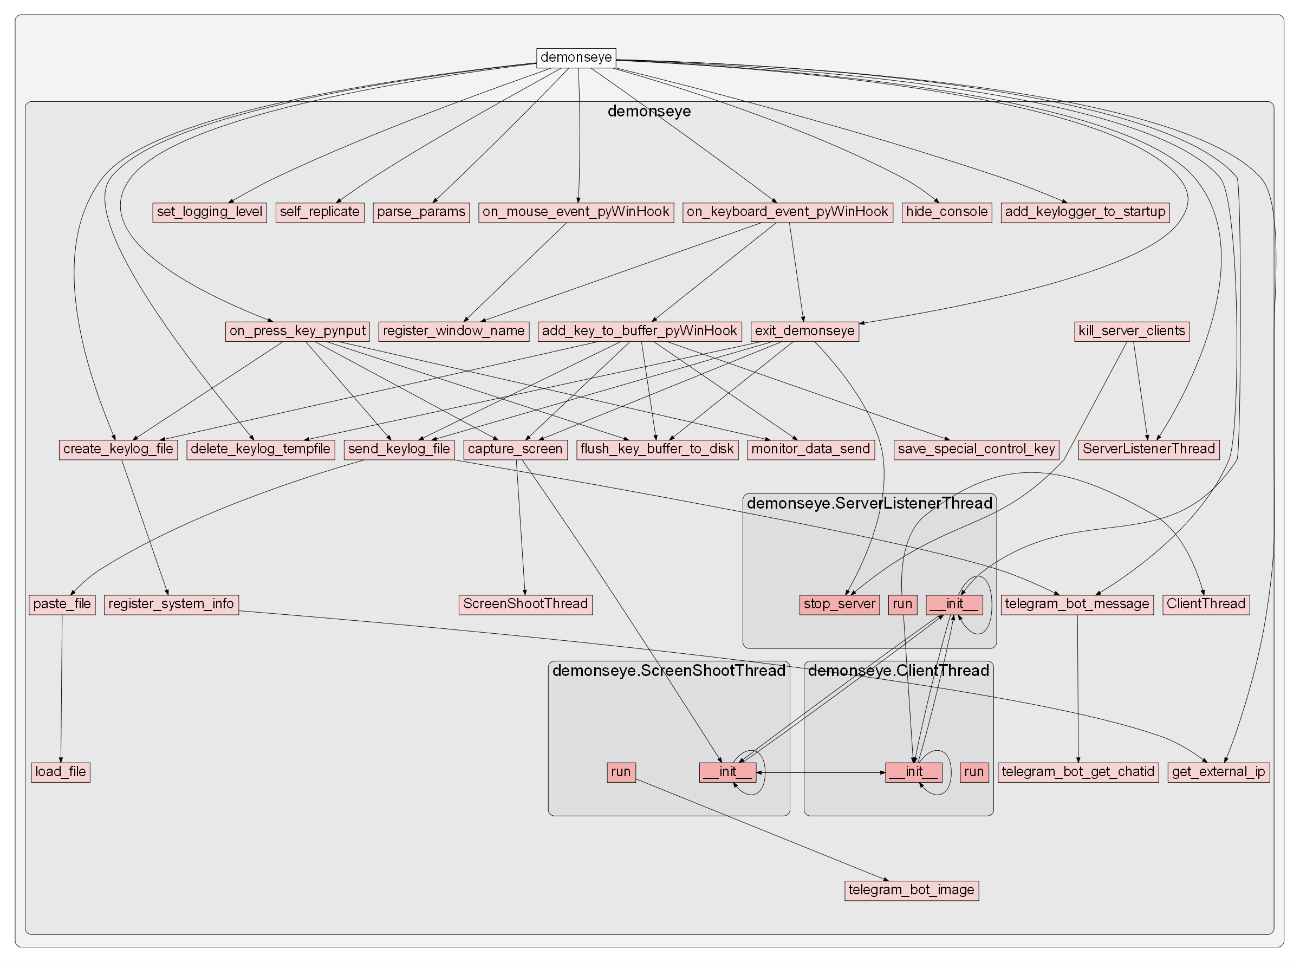 demonseye
demonseye
set_logging_level
self_replicate
parse_params
on_mouse_event_pyWinHook
on_keyboard_event_pyWinHook
hide_console
add_keylogger_to_startup
on_press_key_pynput
register_window_name
add_key_to_buffer_pyWinHook
exit_demonseye
kill_server_clients
create_keylog_file
delete_keylog_tempfile
send_keylog_file
capture_screen
flush_key_buffer_to_disk
monitor_data_send
save_special_control_key
ServerListenerThread
demonseye.ServerListenerThread
paste_file
register_system_info
ScreenShootThread
stop_server
run
__init__
telegram_bot_message
ClientThread
demonseye.ScreenShootThread
demonseye.ClientThread
load_file
run
__init__
__init__
run
telegram_bot_get_chatid
get_external_ip
telegram_bot_image